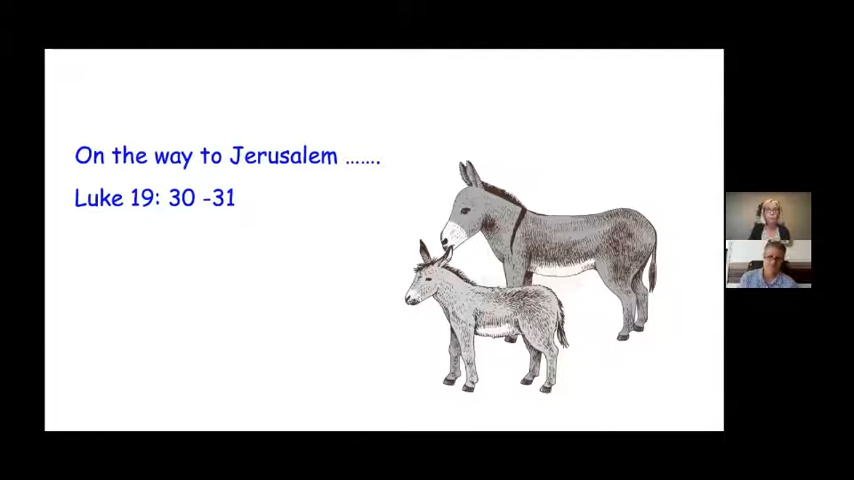 On the way to Jerusalem .......
Luke 19: 30 -31